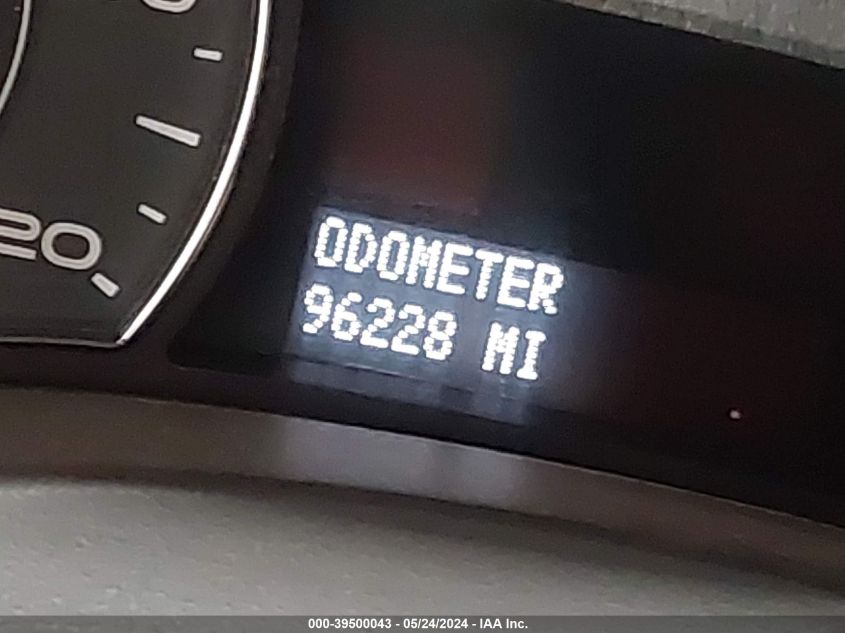 20
ODOMETER
96228 MI
000-39500043 - 05/24/2024 - IAA Inc.